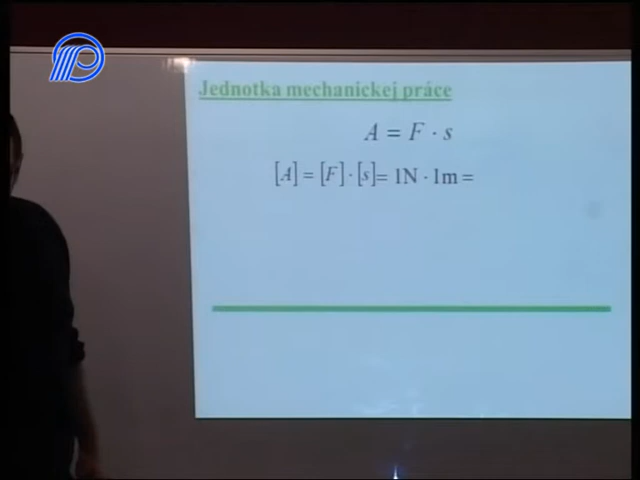 Jednotka mechanickej práce
A = F · s
[A] = [F] · [s] = 1N · 1m =